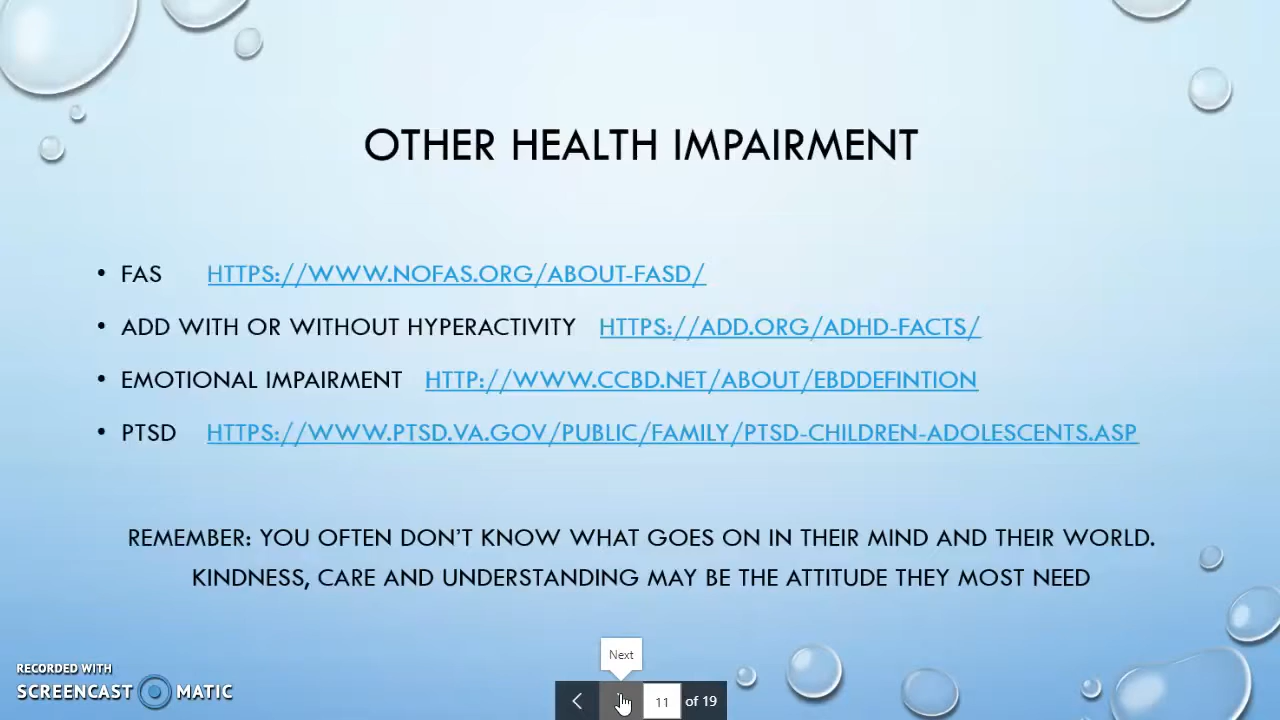 OTHER HEALTH IMPAIRMENT
• FAS HTTPS://WWW.NOFAS.ORG/ABOUT-FASD/
• ADD WITH OR WITHOUT HYPERACTIVITY HTTPS://ADD.ORG/ADHD-FACTS/
• EMOTIONAL IMPAIRMENT HTTP://WWW.CCBD.NET/ABOUT/EBDDEFINTION
• PTSD HTTPS://WWW.PTSD.VA.GOV/PUBLIC/FAMILY/PTSD-CHILDREN-ADOLESCENTS.ASP
REMEMBER: YOU OFTEN DON'T KNOW WHAT GOES ON IN THEIR MIND AND THEIR WORLD.
KINDNESS, CARE AND UNDERSTANDING MAY BE THE ATTITUDE THEY MOST NEED
Next
11 of 19
RECORDED WITH
SCREENCAST MATIC